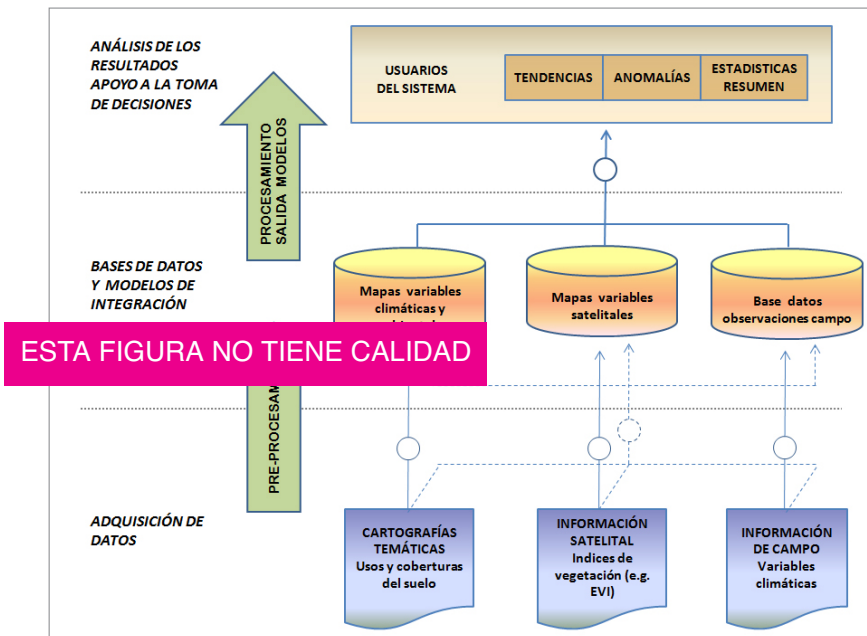 ANÁLISIS DE LOS
RESULTADOS
APOYO A LA TOMA
DE DECISIONES
PROCESAMIENTO
SALIDA MODELOS
USUARIOS
DEL SISTEMA
TENDENCIAS
ANOMALÍAS
ESTADISTICAS
RESUMEN
BASES DE DATOS
Y MODELOS DE
INTEGRACIÓN
Mapas variables
climáticas y
Mapas variables
satelitales
Base datos
observaciones campo
ESTA FIGURA NO TIENE CALIDAD
ADQUISICIÓN DE
DATOS
CARTOGRAFÍAS
TEMÁTICAS
Usos y coberturas
del suelo
INFORMACIÓN
SATELITAL
Indices de
vegetación (e.g.
EVI)
INFORMACIÓN
DE CAMPO
Variables
climáticas